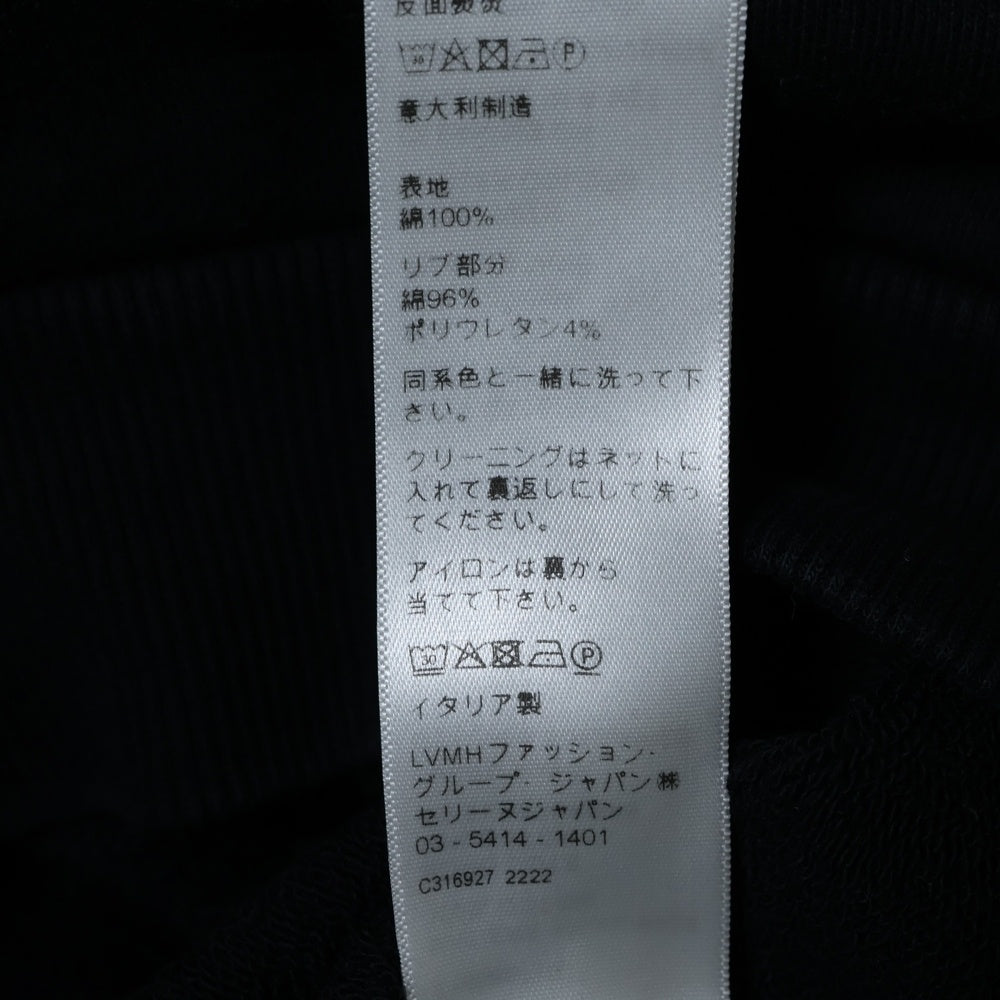 反面熨烫
30 P
意大利制造
表地
綿100%
リブ部分
綿96%
ポリウレタン4%
同系色と一緒に洗って下
さい。
クリーニングはネットに
入れて裏返しにして洗っ
てください。
アイロンは裏から
当てて下さい。
30 P
イタリア製
LVMHファッション·
グループ· ジャパン㈱
セリーヌジャパン
03 - 5414 - 1401
C316927 2222